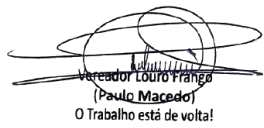 Vereador Louro Frango
(Paulo Macedo)
O Trabalho está de volta!